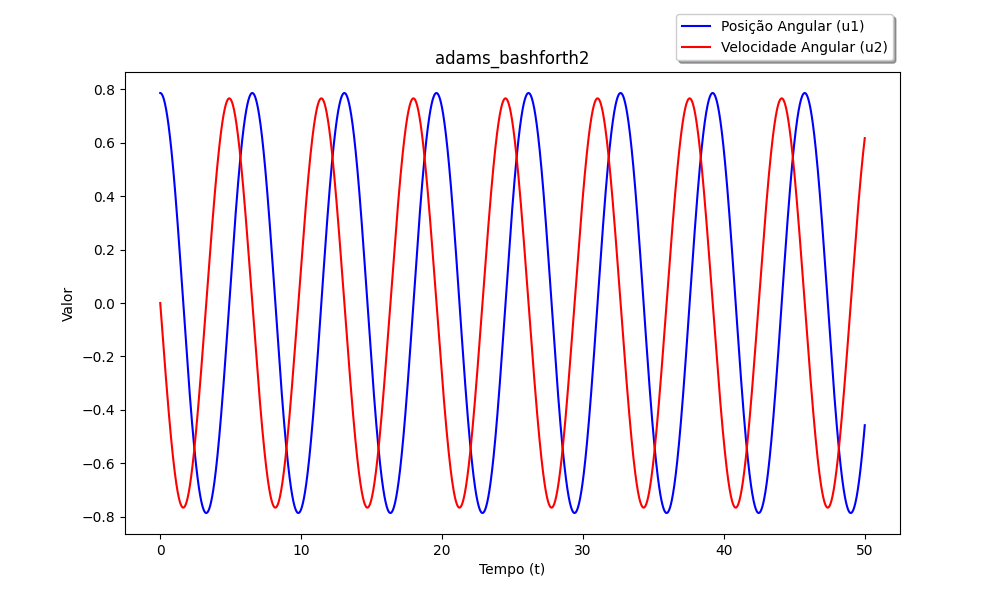 Posição Angular (u1)
Velocidade Angular (u2)
adams_bashforth2
0.8
0.6
0.4
0.2
0.0
−0.2
−0.4
−0.6
−0.8
Valor
0 10 20 30 40 50
Tempo (t)